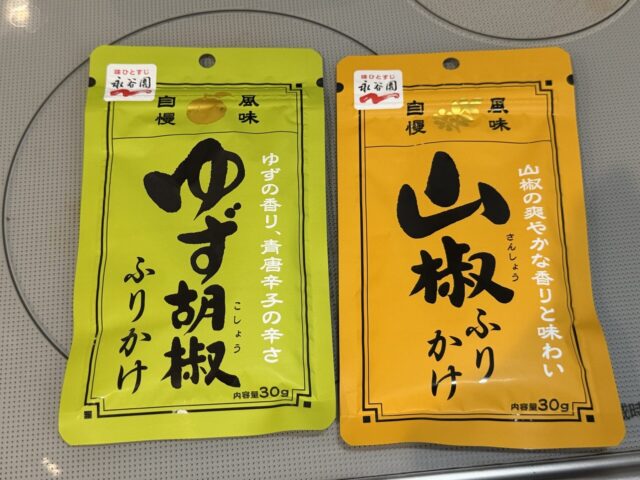 味ひとすじ
永谷園
風味
自慢
ゆずの香り、青唐辛子の辛さ
ゆず胡椒
こしょう
ふりかけ
内容量30g
味ひとすじ
永谷園
風味
自慢
山椒の爽やかな香りと味わい
山椒
さんしょう
ふりかけ
内容量30g